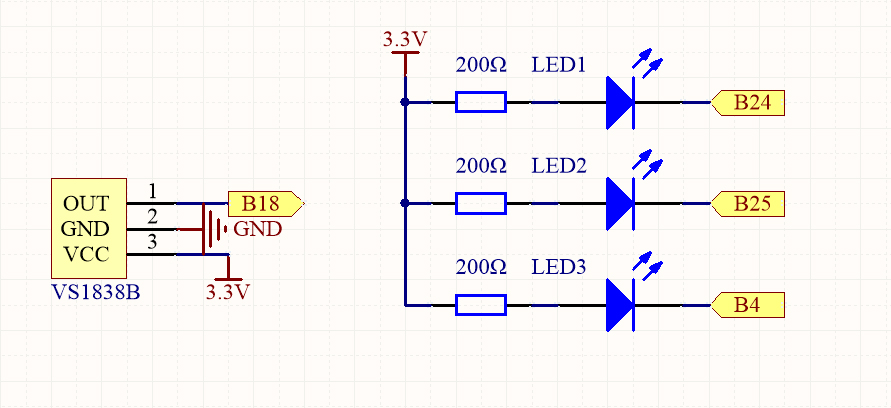 3.3V
200Ω LED1
B24
200Ω LED2
B25
200Ω LED3
B4
OUT 1 B18
GND 2 GND
VCC 3
VS1838B 3.3V